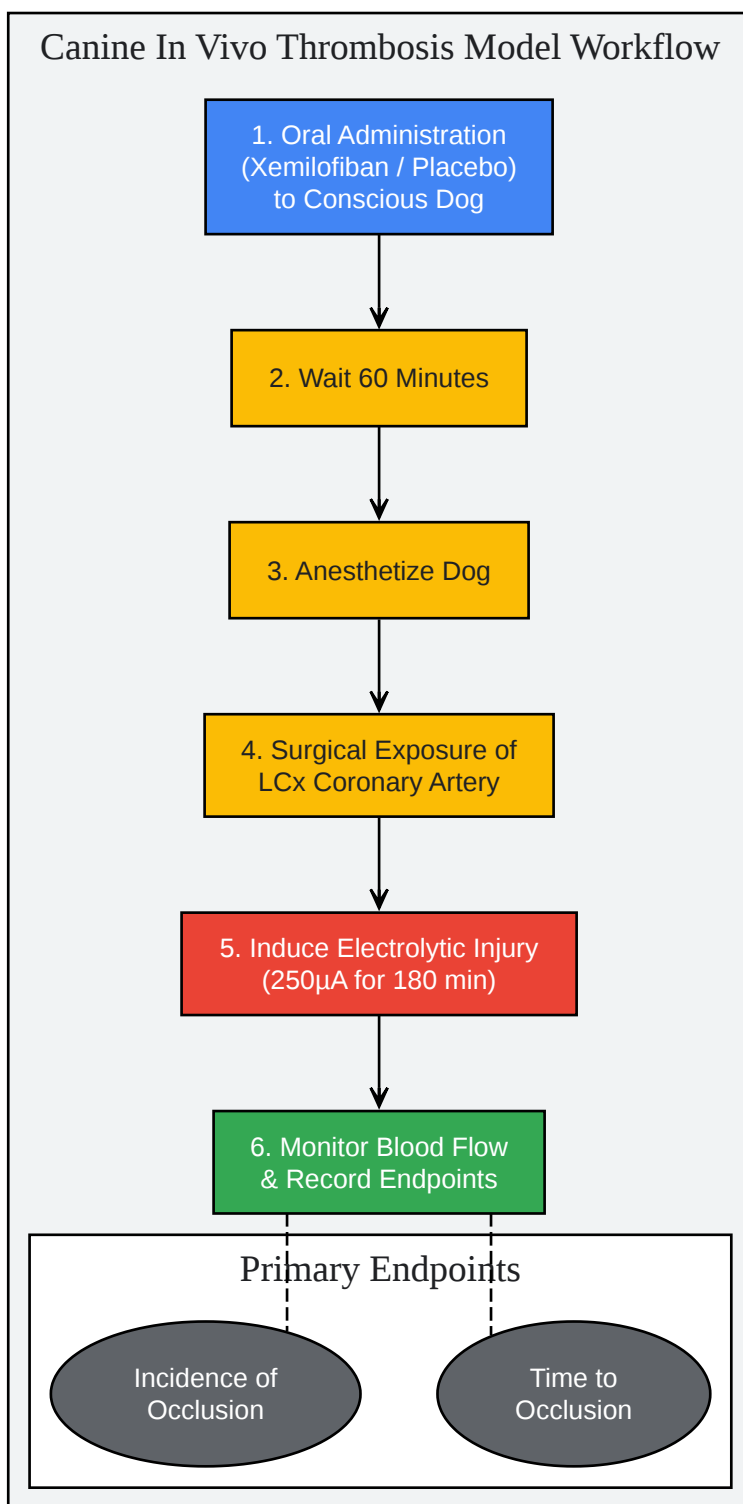 Canine In Vivo Thrombosis Model Workflow
1. Oral Administration
(Xemilofiban / Placebo)
to Conscious Dog
2. Wait 60 Minutes
3. Anesthetize Dog
4. Surgical Exposure of
LCx Coronary Artery
5. Induce Electrolytic Injury
(250µA for 180 min)
6. Monitor Blood Flow
& Record Endpoints
Primary Endpoints
Incidence of
Occlusion
Time to
Occlusion